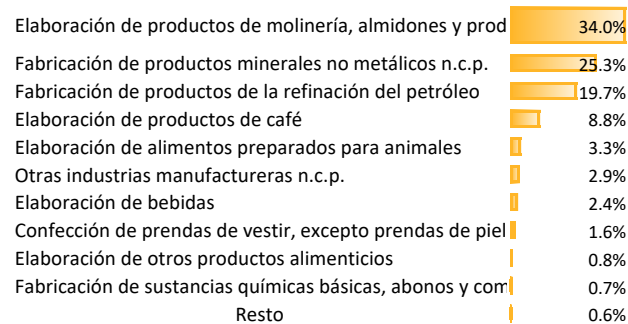 Elaboración de productos de molinería, almidones y prod 34.0%
Fabricación de productos minerales no metálicos n.c.p. 25.3%
Fabricación de productos de la refinación del petróleo 19.7%
Elaboración de productos de café 8.8%
Elaboración de alimentos preparados para animales 3.3%
Otras industrias manufactureras n.c.p. 2.9%
Elaboración de bebidas 2.4%
Confección de prendas de vestir, excepto prendas de piel 1.6%
Elaboración de otros productos alimenticios 0.8%
Fabricación de sustancias químicas básicas, abonos y com 0.7%
Resto 0.6%